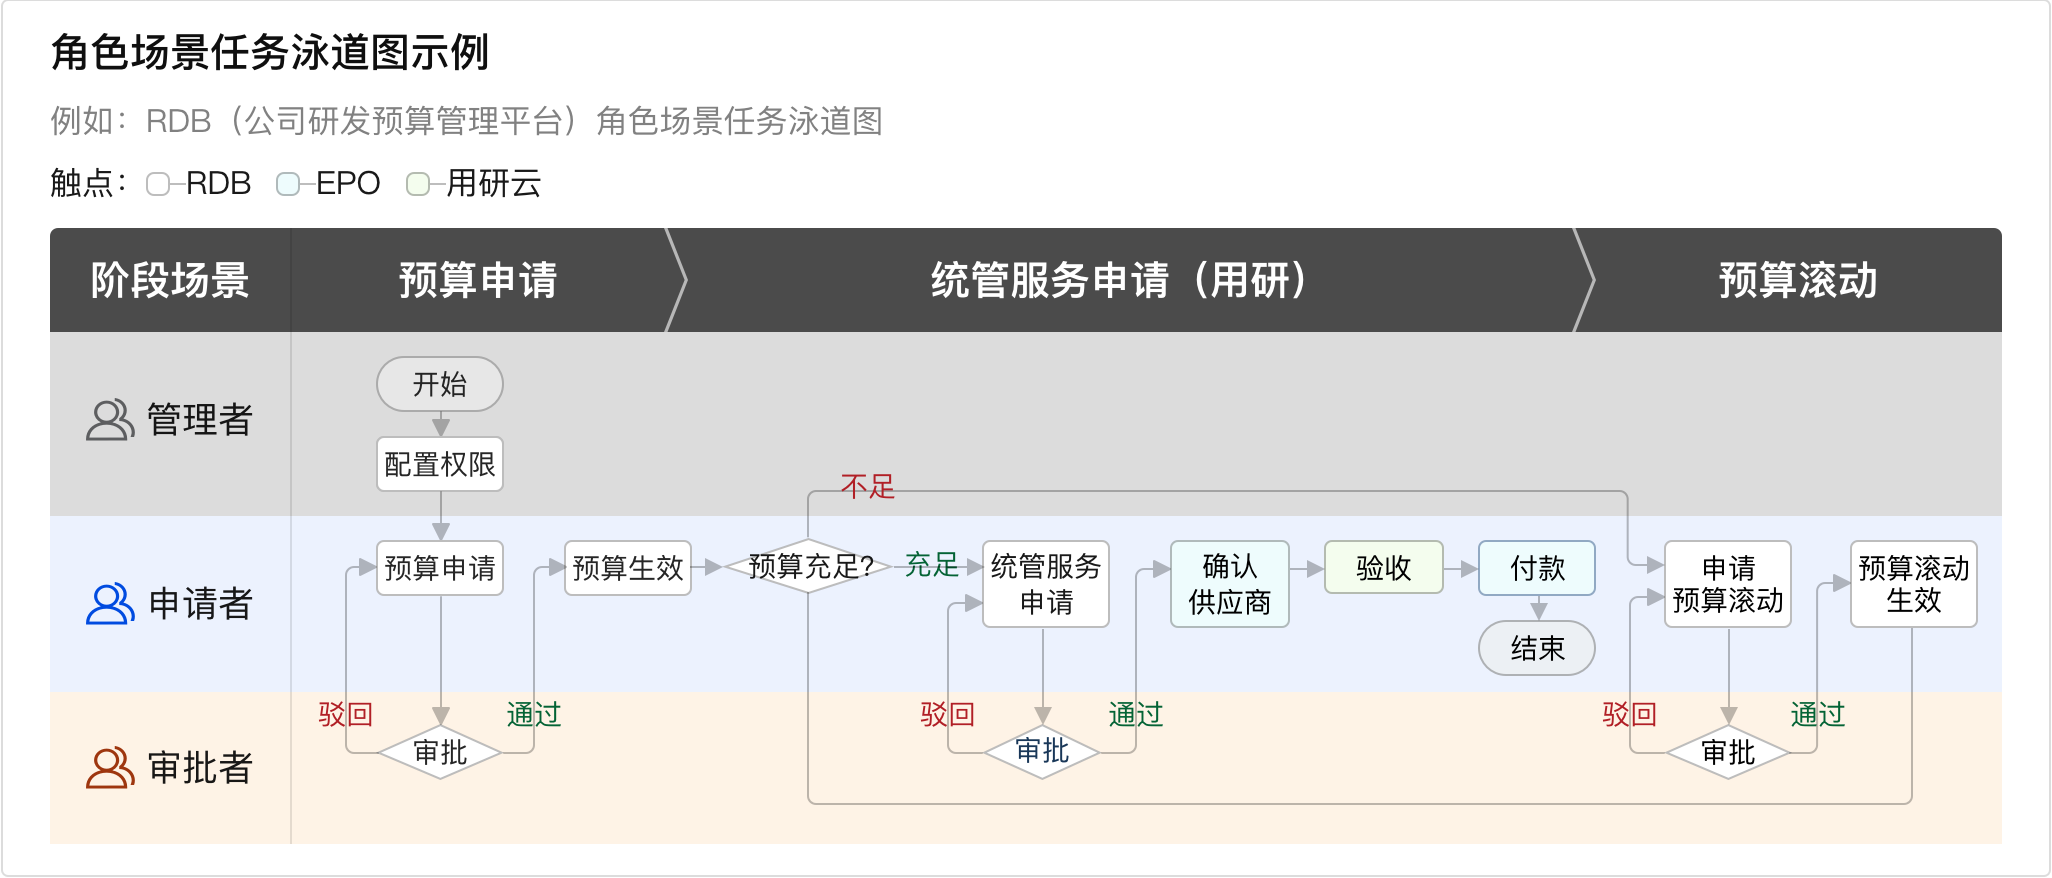 角色场景任务泳道图示例
例如：RDB（公司研发预算管理平台）角色场景任务泳道图
触点： RDB EPO 用研云
阶段场景 预算申请 统管服务申请（用研） 预算滚动
管理者
开始
配置权限
不足
申请者
预算申请
预算生效
预算充足?
充足
统管服务
申请
确认
供应商
验收
付款
结束
申请
预算滚动
预算滚动
生效
审批者
驳回
审批
通过
驳回
审批
通过
驳回
审批
通过